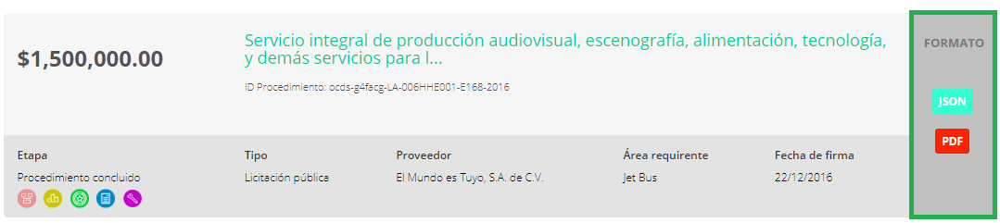 $1,500,000.00
Servicio integral de producción audiovisual, escenografía, alimentación, tecnología,
y demás servicios para l...
ID Procedimiento: ocds-g4facg-LA-006HHE001-E168-2016
FORMATO
JSON
PDF
Etapa Tipo Proveedor Área requirente Fecha de firma
Procedimiento concluido Licitación pública El Mundo es Tuyo, S.A. de C.V. Jet Bus 22/12/2016